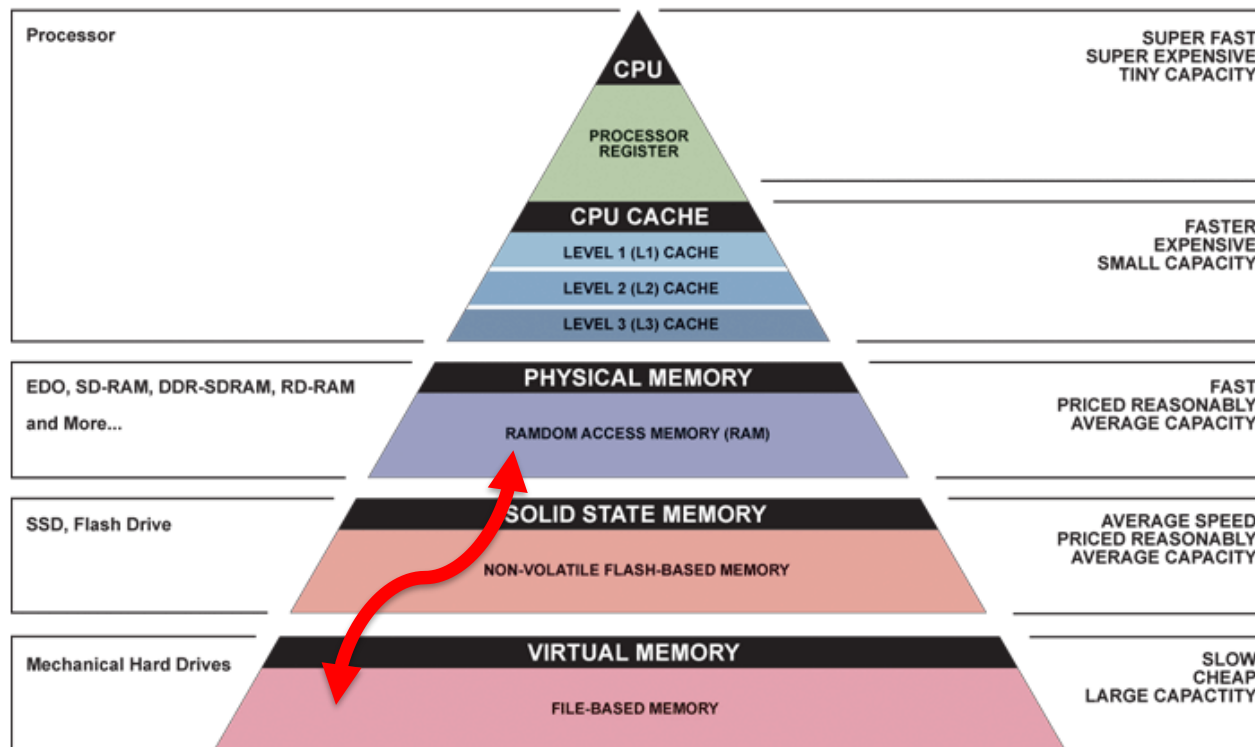 Processor
CPU
SUPER FAST
SUPER EXPENSIVE
TINY CAPACITY
PROCESSOR
REGISTER
CPU CACHE
LEVEL 1 (L1) CACHE
LEVEL 2 (L2) CACHE
LEVEL 3 (L3) CACHE
FASTER
EXPENSIVE
SMALL CAPACITY
EDO, SD-RAM, DDR-SDRAM, RD-RAM
and More...
PHYSICAL MEMORY
RAMDOM ACCESS MEMORY (RAM)
FAST
PRICED REASONABLY
AVERAGE CAPACITY
SSD, Flash Drive
SOLID STATE MEMORY
NON-VOLATILE FLASH-BASED MEMORY
AVERAGE SPEED
PRICED REASONABLY
AVERAGE CAPACITY
Mechanical Hard Drives
VIRTUAL MEMORY
FILE-BASED MEMORY
SLOW
CHEAP
LARGE CAPACTITY